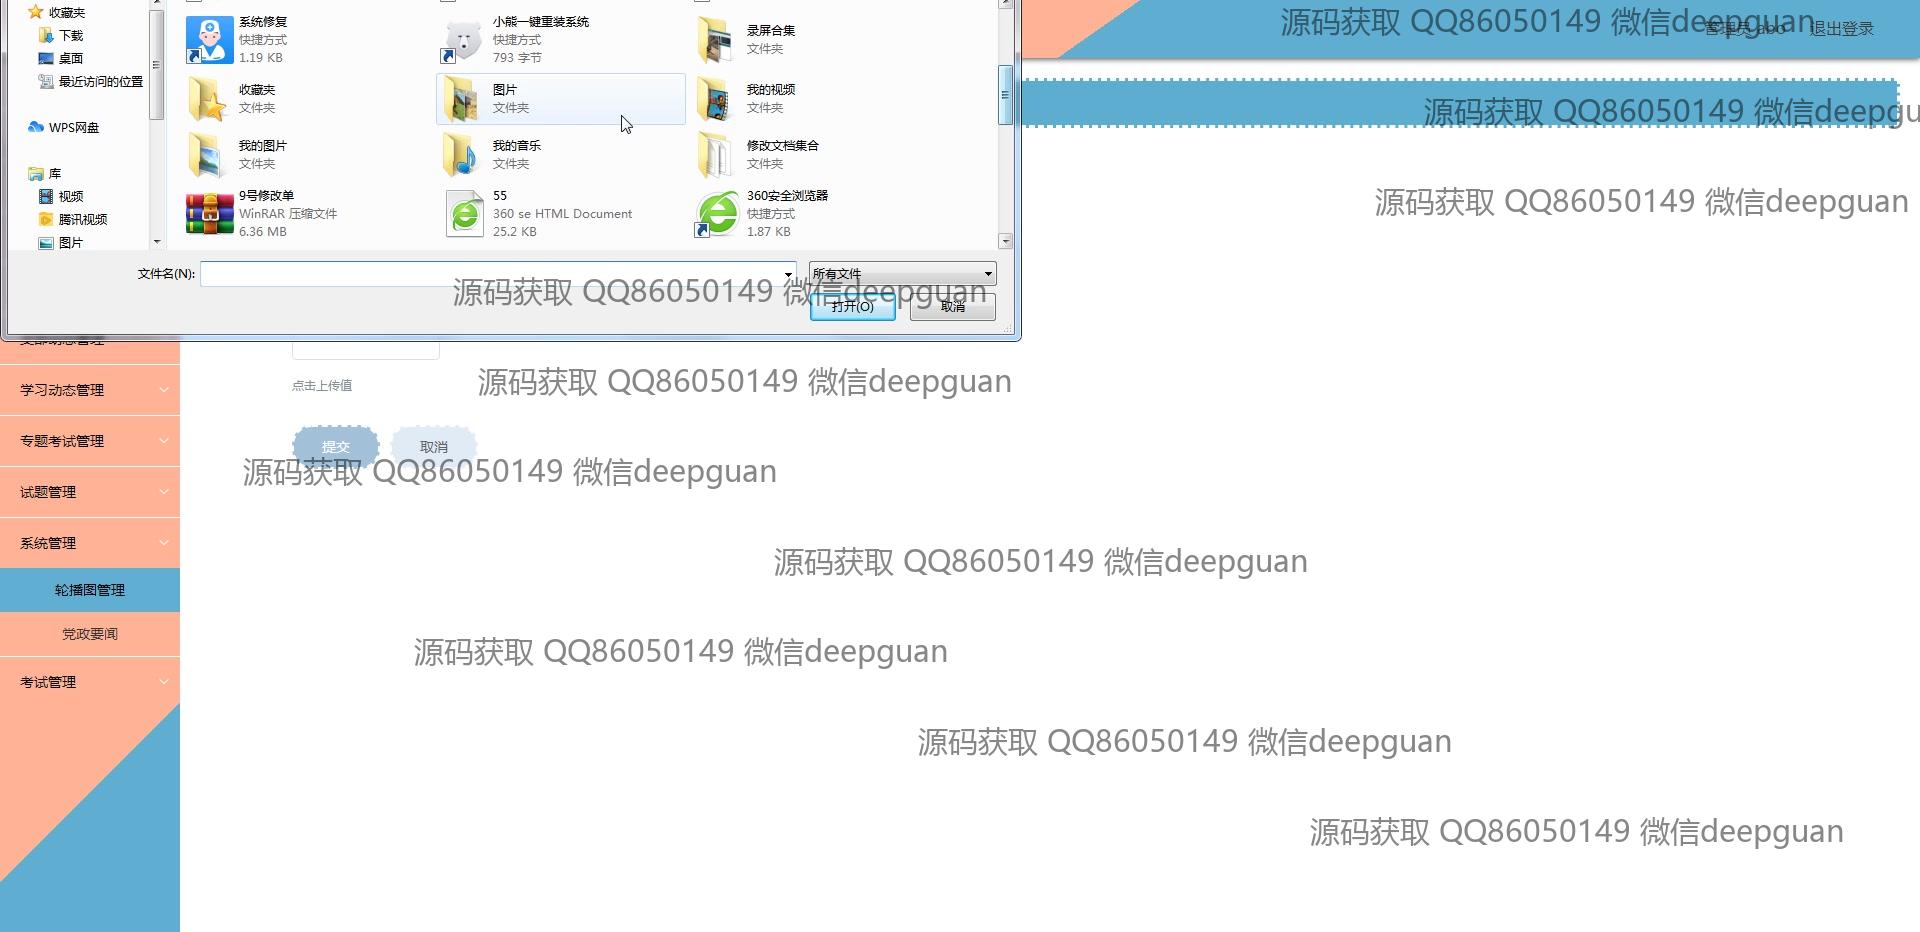 收藏夹
下载
桌面
最近访问的位置
WPS网盘
库
视频
腾讯视频
图片
系统修复
快捷方式
1.19 KB
小熊一键重装系统
快捷方式
793 字节
录屏合集
文件夹
收藏夹
文件夹
图片
文件夹
我的视频
文件夹
我的图片
文件夹
我的音乐
文件夹
修改文档集合
文件夹
9号修改单
WinRAR 压缩文件
6.36 MB
55
360 se HTML Document
25.2 KB
360安全浏览器
快捷方式
1.87 KB
文件名(N):
所有文件
打开(O)
取消
管理员 abo
退出登录
源码获取 QQ86050149 微信deepguan
源码获取 QQ86050149 微信deepgu
源码获取 QQ86050149 微信deepguan
源码获取 QQ86050149 微信deepguan
学习动态管理
专题考试管理
试题管理
系统管理
轮播图管理
党政要闻
考试管理
点击上传值
提交
取消
源码获取 QQ86050149 微信deepguan
源码获取 QQ86050149 微信deepguan
源码获取 QQ86050149 微信deepguan
源码获取 QQ86050149 微信deepguan
源码获取 QQ86050149 微信deepguan
源码获取 QQ86050149 微信deepguan